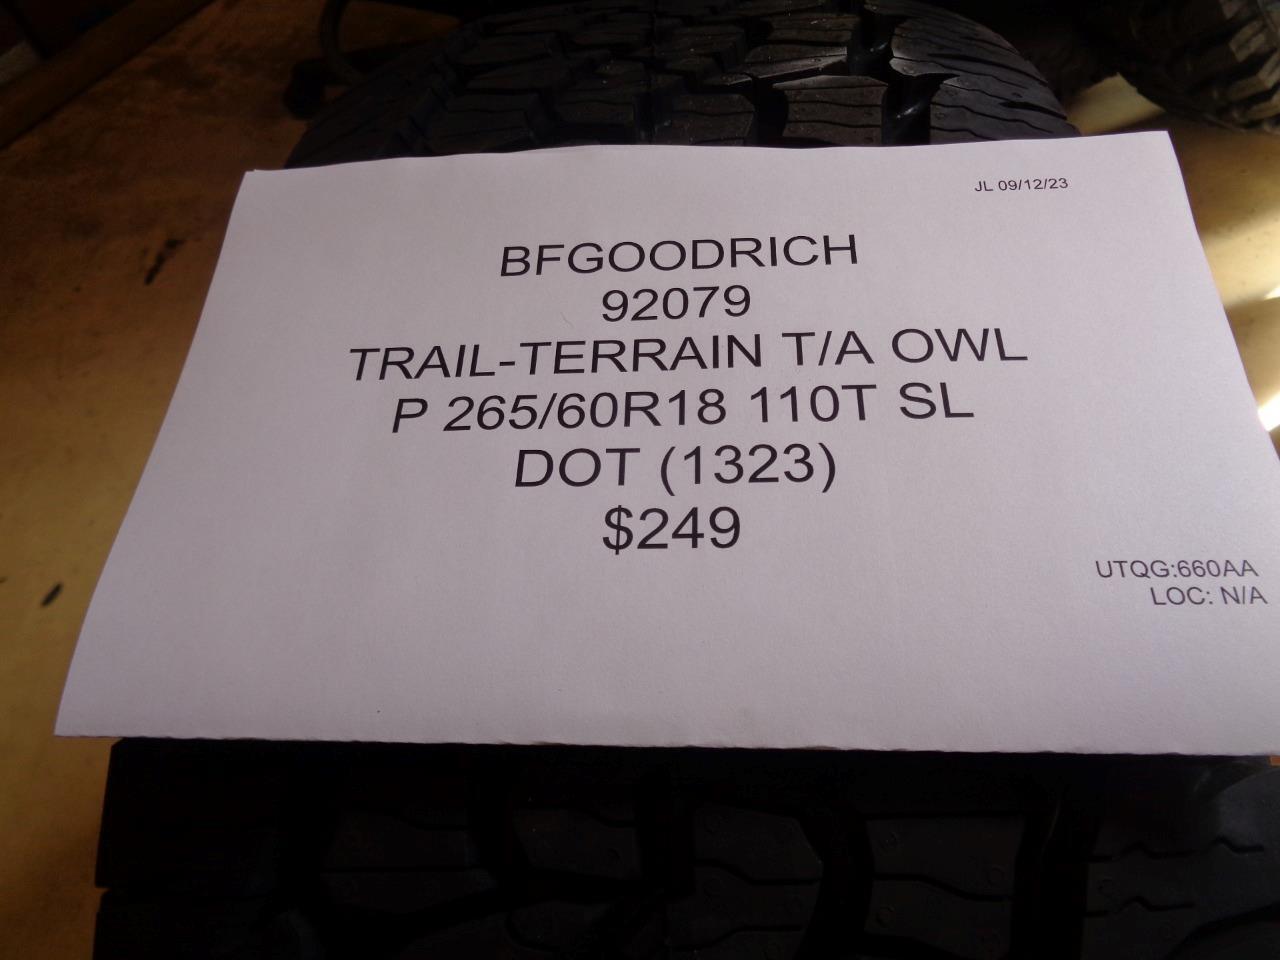 JL 09/12/23
BFGOODRICH
92079
TRAIL-TERRAIN T/A OWL
P 265/60R18 110T SL
DOT (1323)
$249
UTQG:660AA
LOC: N/A